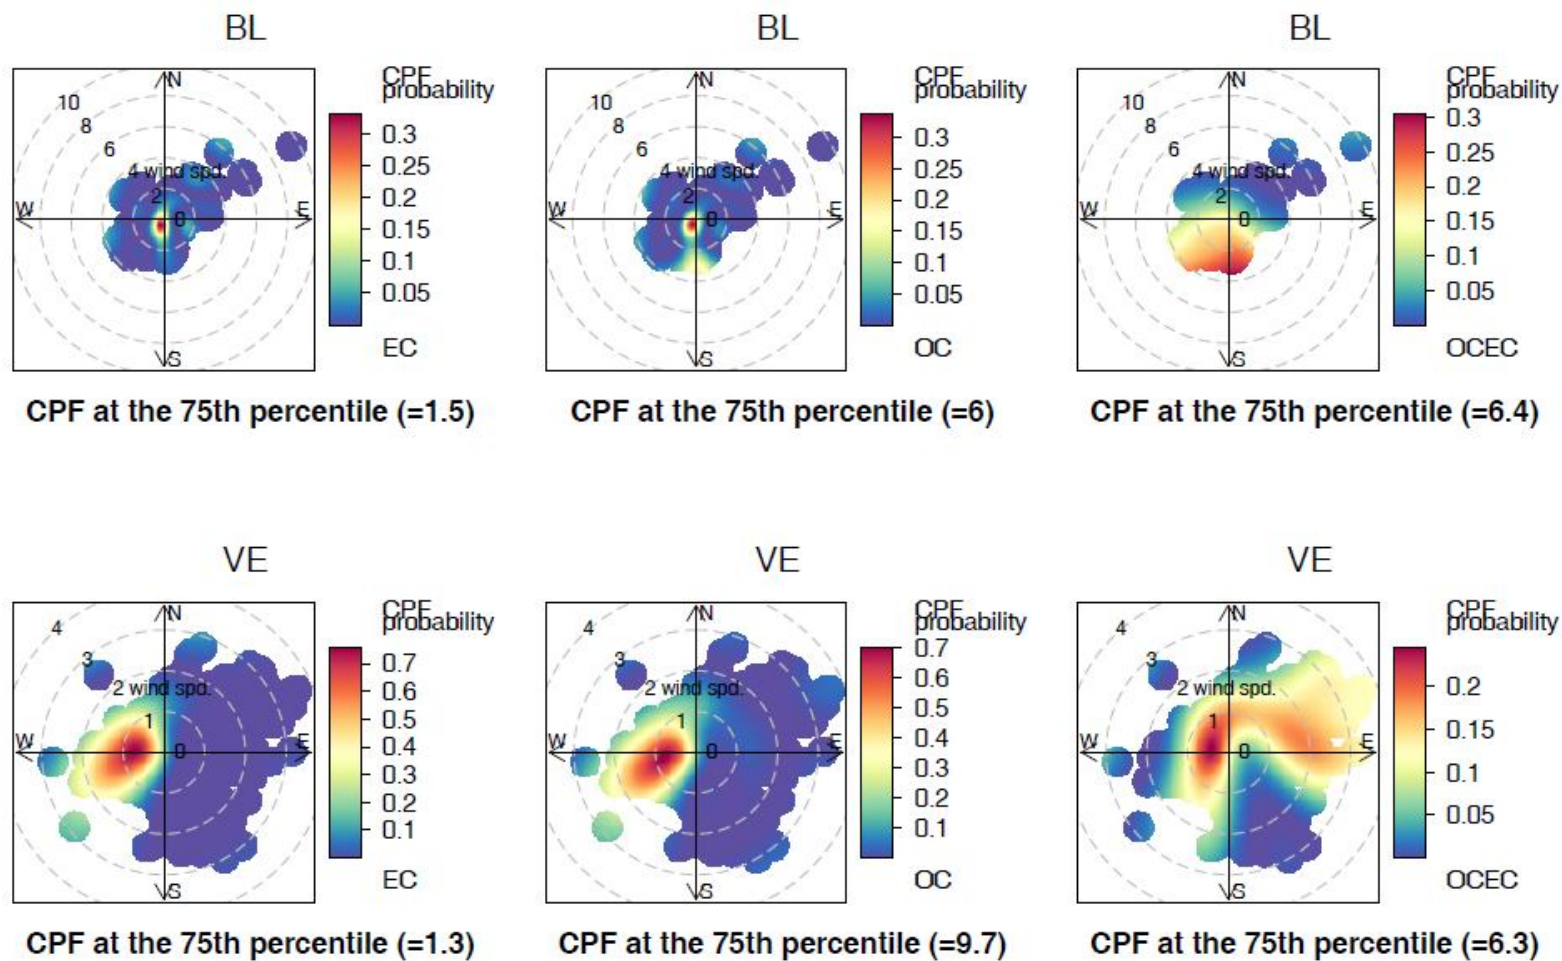 BL
BL
BL
CPF
probability
N
10
8
6
4 wind spd.
2
0
W
E
S
0.3
0.25
0.2
0.15
0.1
0.05
EC
CPF
probability
N
10
8
6
4 wind spd.
2
0
W
E
S
0.3
0.25
0.2
0.15
0.1
0.05
OC
CPF
probability
N
10
8
6
4 wind spd.
2
0
W
E
S
0.3
0.25
0.2
0.15
0.1
0.05
OCEC
CPF at the 75th percentile (=1.5)
CPF at the 75th percentile (=6)
CPF at the 75th percentile (=6.4)
VE
VE
VE
CPF
probability
N
4
3
2 wind spd.
1
0
W
E
S
0.7
0.6
0.5
0.4
0.3
0.2
0.1
EC
CPF
probability
N
4
3
2 wind spd.
1
0
W
E
S
0.7
0.6
0.5
0.4
0.3
0.2
0.1
OC
CPF
probability
N
4
3
2 wind spd.
1
0
W
E
S
0.2
0.15
0.1
0.05
OCEC
CPF at the 75th percentile (=1.3)
CPF at the 75th percentile (=9.7)
CPF at the 75th percentile (=6.3)